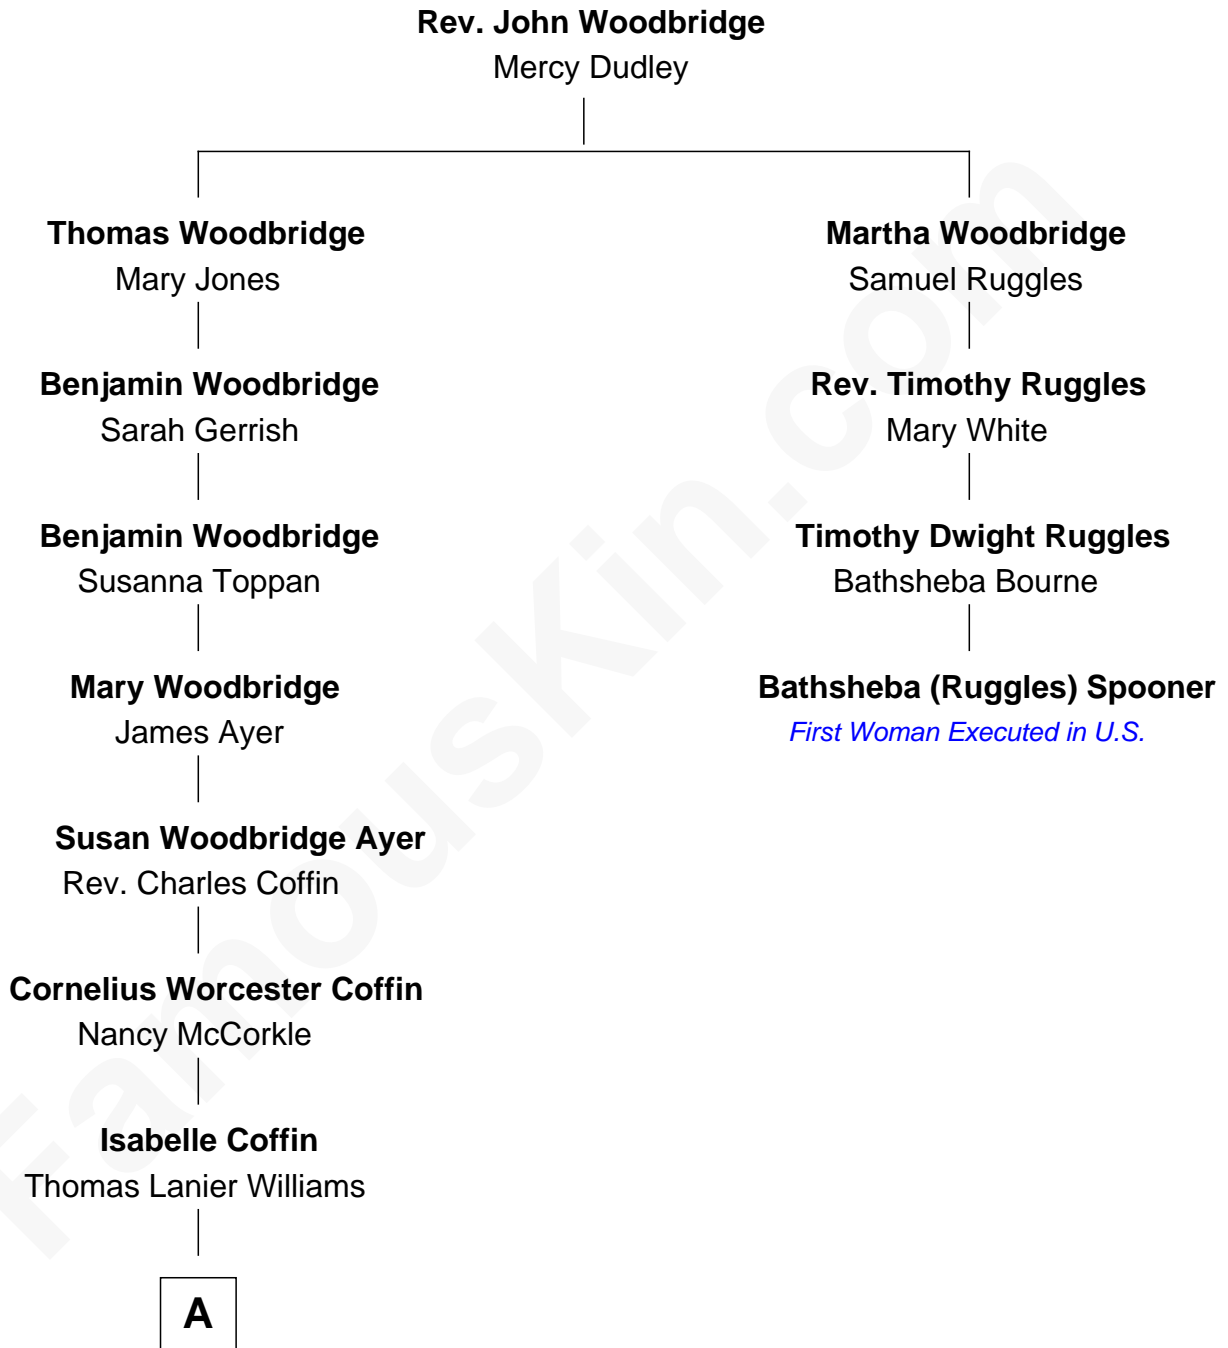 Rev. John Woodbridge
Mercy Dudley
Thomas Woodbridge
Mary Jones
Benjamin Woodbridge
Sarah Gerrish
Benjamin Woodbridge
Susanna Toppan
Mary Woodbridge
James Ayer
Susan Woodbridge Ayer
Rev. Charles Coffin
Cornelius Worcester Coffin
Nancy McCorkle
Isabelle Coffin
Thomas Lanier Williams
A
Martha Woodbridge
Samuel Ruggles
Rev. Timothy Ruggles
Mary White
Timothy Dwight Ruggles
Bathsheba Bourne
Bathsheba (Ruggles) Spooner
First Woman Executed in U.S.
FamousKin.com